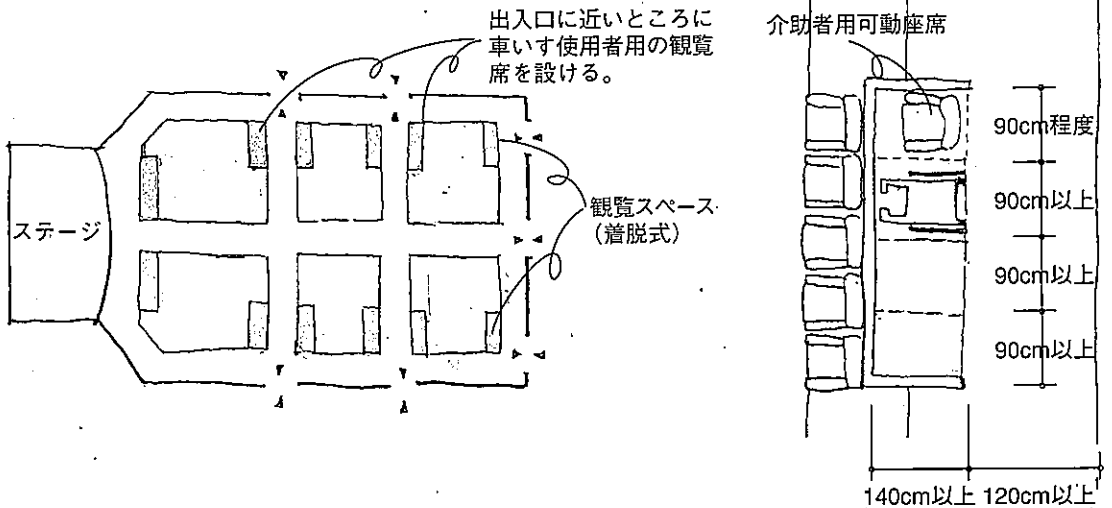 出入口に近いところに
車いす使用者用の観覧
席を設ける。
ステージ
観覧スペース
（着脱式）
介助者用可動座席
90cm程度
90cm以上
90cm以上
90cm以上
140cm以上
120cm以上